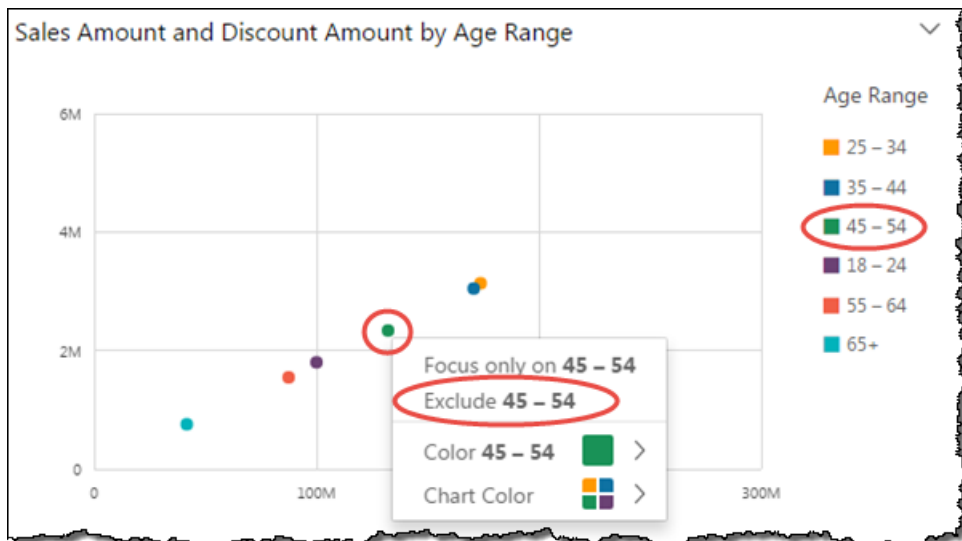 Sales Amount and Discount Amount by Age Range
Age Range
25 – 34
35 – 44
45 – 54
18 – 24
55 – 64
65+
6M
4M
2M
0
0
100M
300M
Focus only on 45 – 54
Exclude 45 – 54
Color 45 – 54
Chart Color